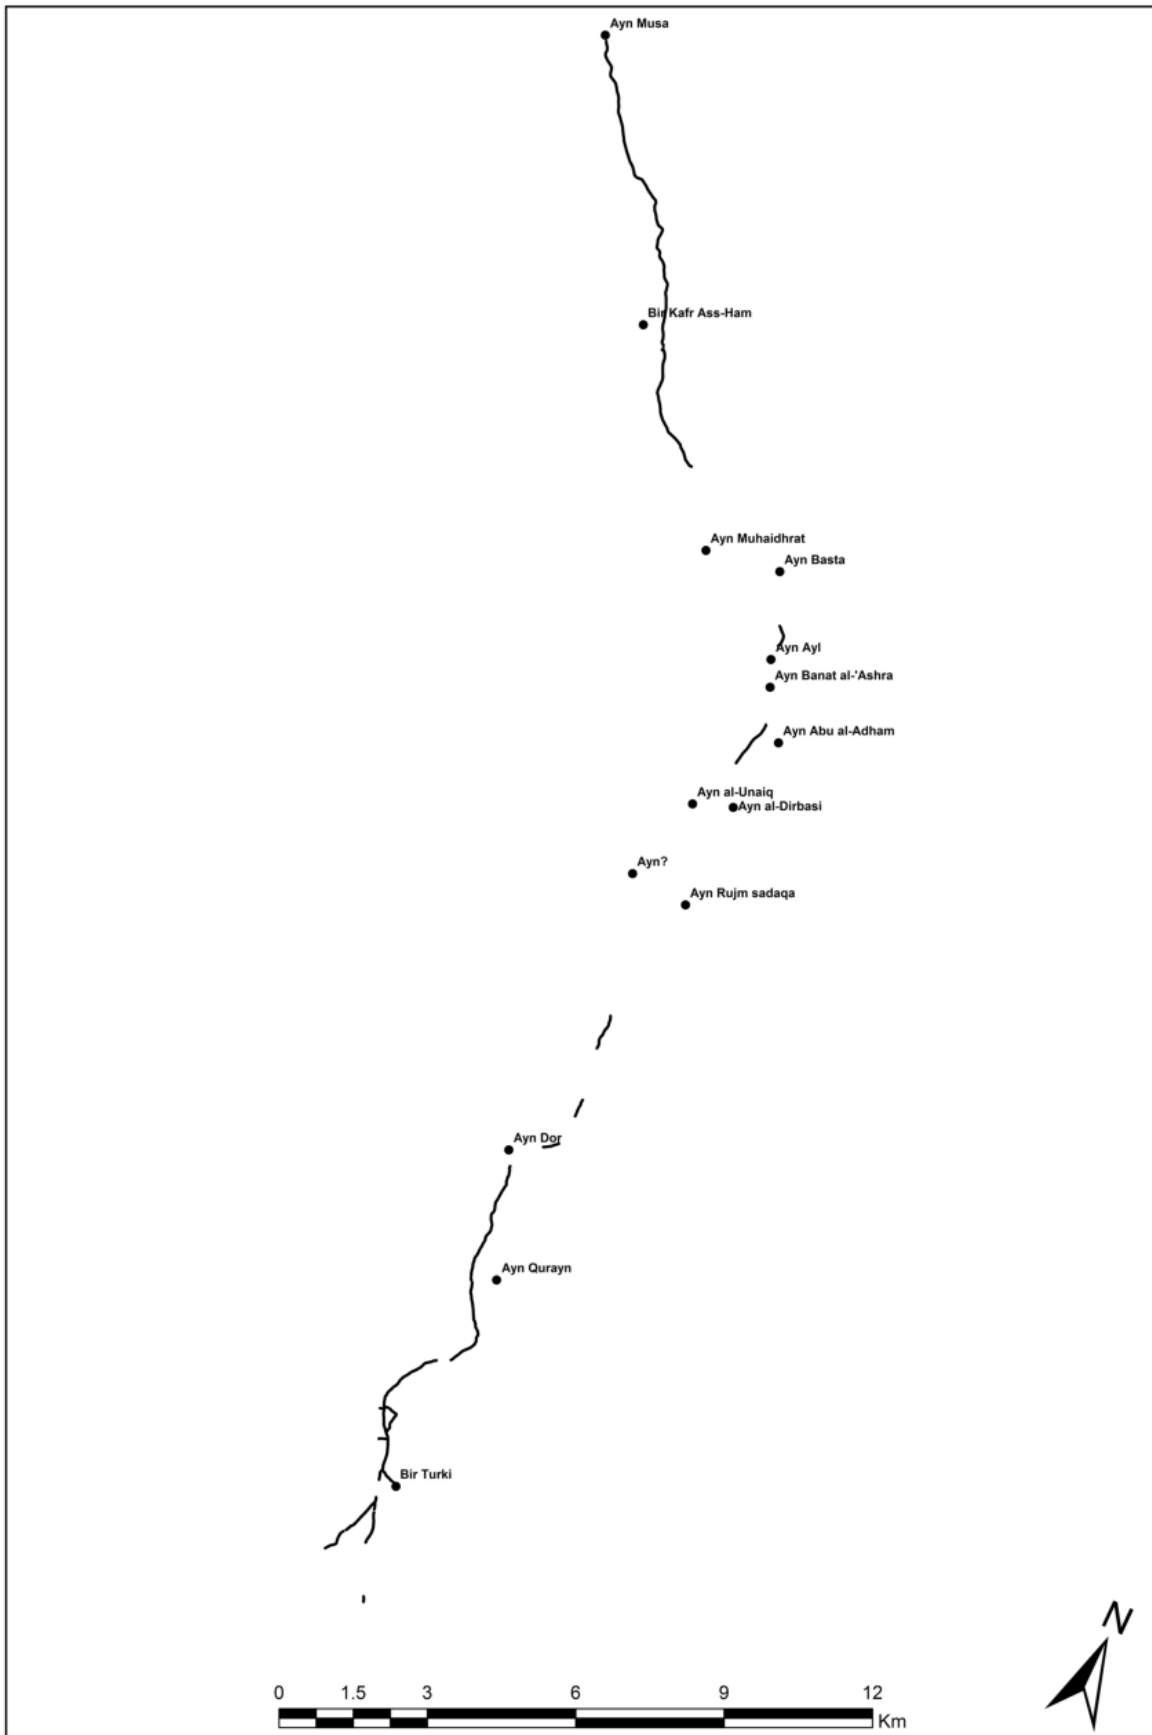 Ayn Musa
Bir Kafr Ass-Ham
Ayn Muhaidhrat
Ayn Basta
Ayn Ayl
Ayn Banat al-'Ashra
Ayn Abu al-Adham
Ayn al-Unaiq
Ayn al-Dirbasi
Ayn?
Ayn Rujm sadaqa
Ayn Dor
Ayn Qurayn
Bir Turki
N
0 1.5 3 6 9 12
Km